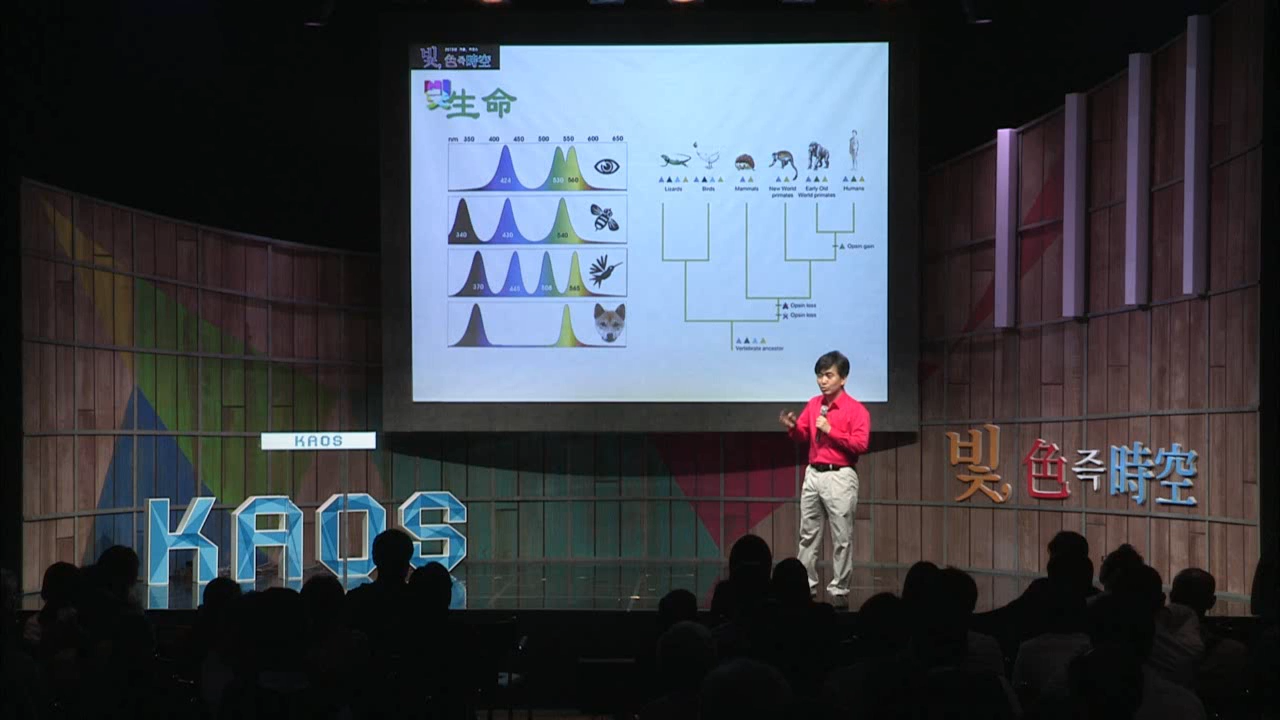 빛, 色즉時空
빛生命
nm 350 400 450 500 550 600 650
424 530 560
340 430 540
370 445 508 565
Lizards Birds Mammals New World primates Early Old World primates Humans
Opsin gain
Opsin loss
Opsin loss
Vertebrate ancestor
KAOS
KAOS
빛, 色즉時空